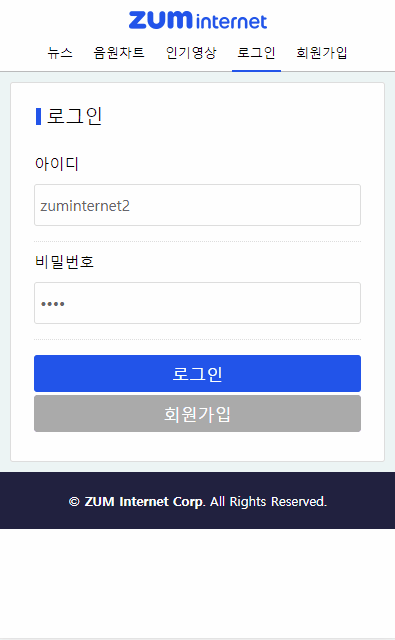 ZUM internet
뉴스 음원차트 인기영상 로그인 회원가입
로그인
아이디
zuminternet2
비밀번호
••••
로그인
회원가입
© ZUM Internet Corp. All Rights Reserved.